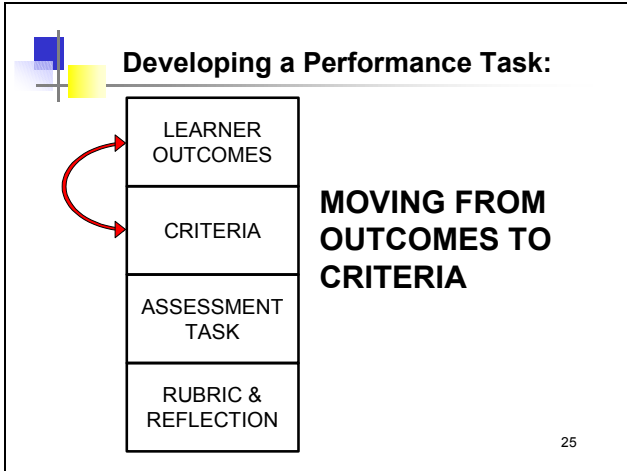 Developing a Performance Task:
LEARNER
OUTCOMES
CRITERIA
ASSESSMENT
TASK
RUBRIC &
REFLECTION
MOVING FROM
OUTCOMES TO
CRITERIA
25